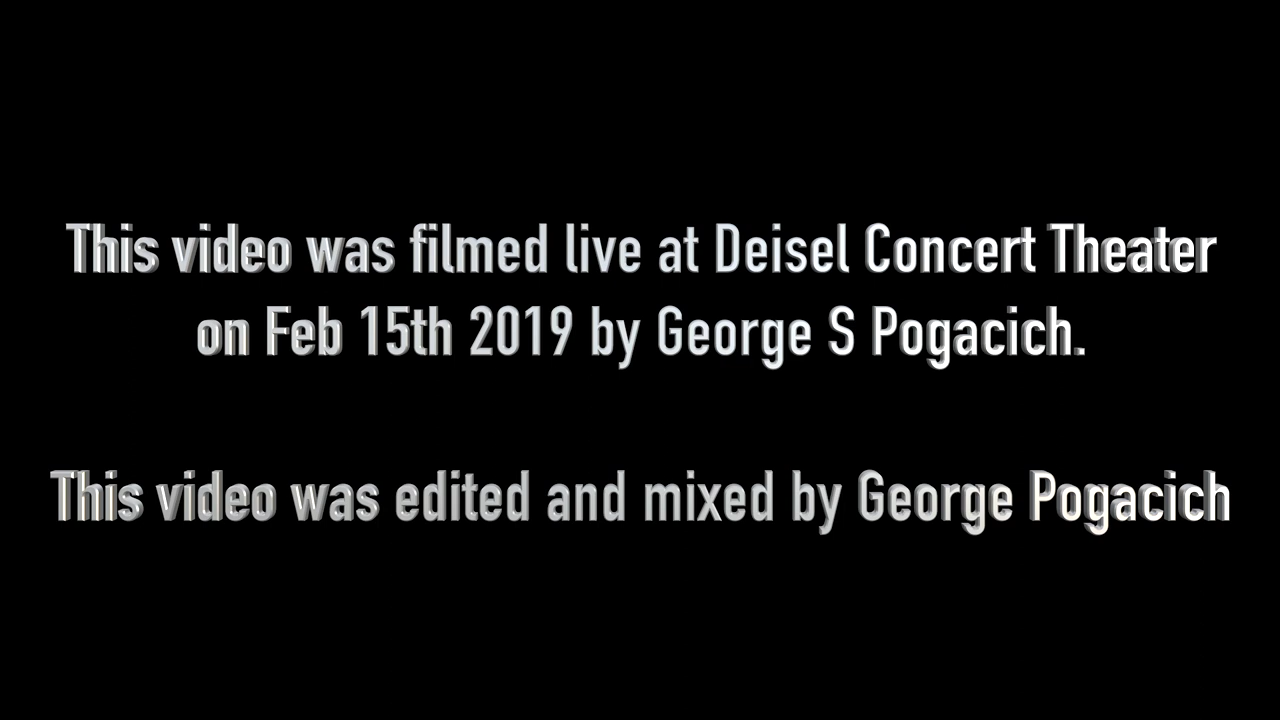 This video was filmed live at Deisel Concert Theater
on Feb 15th 2019 by George S Pogacich.
This video was edited and mixed by George Pogacich